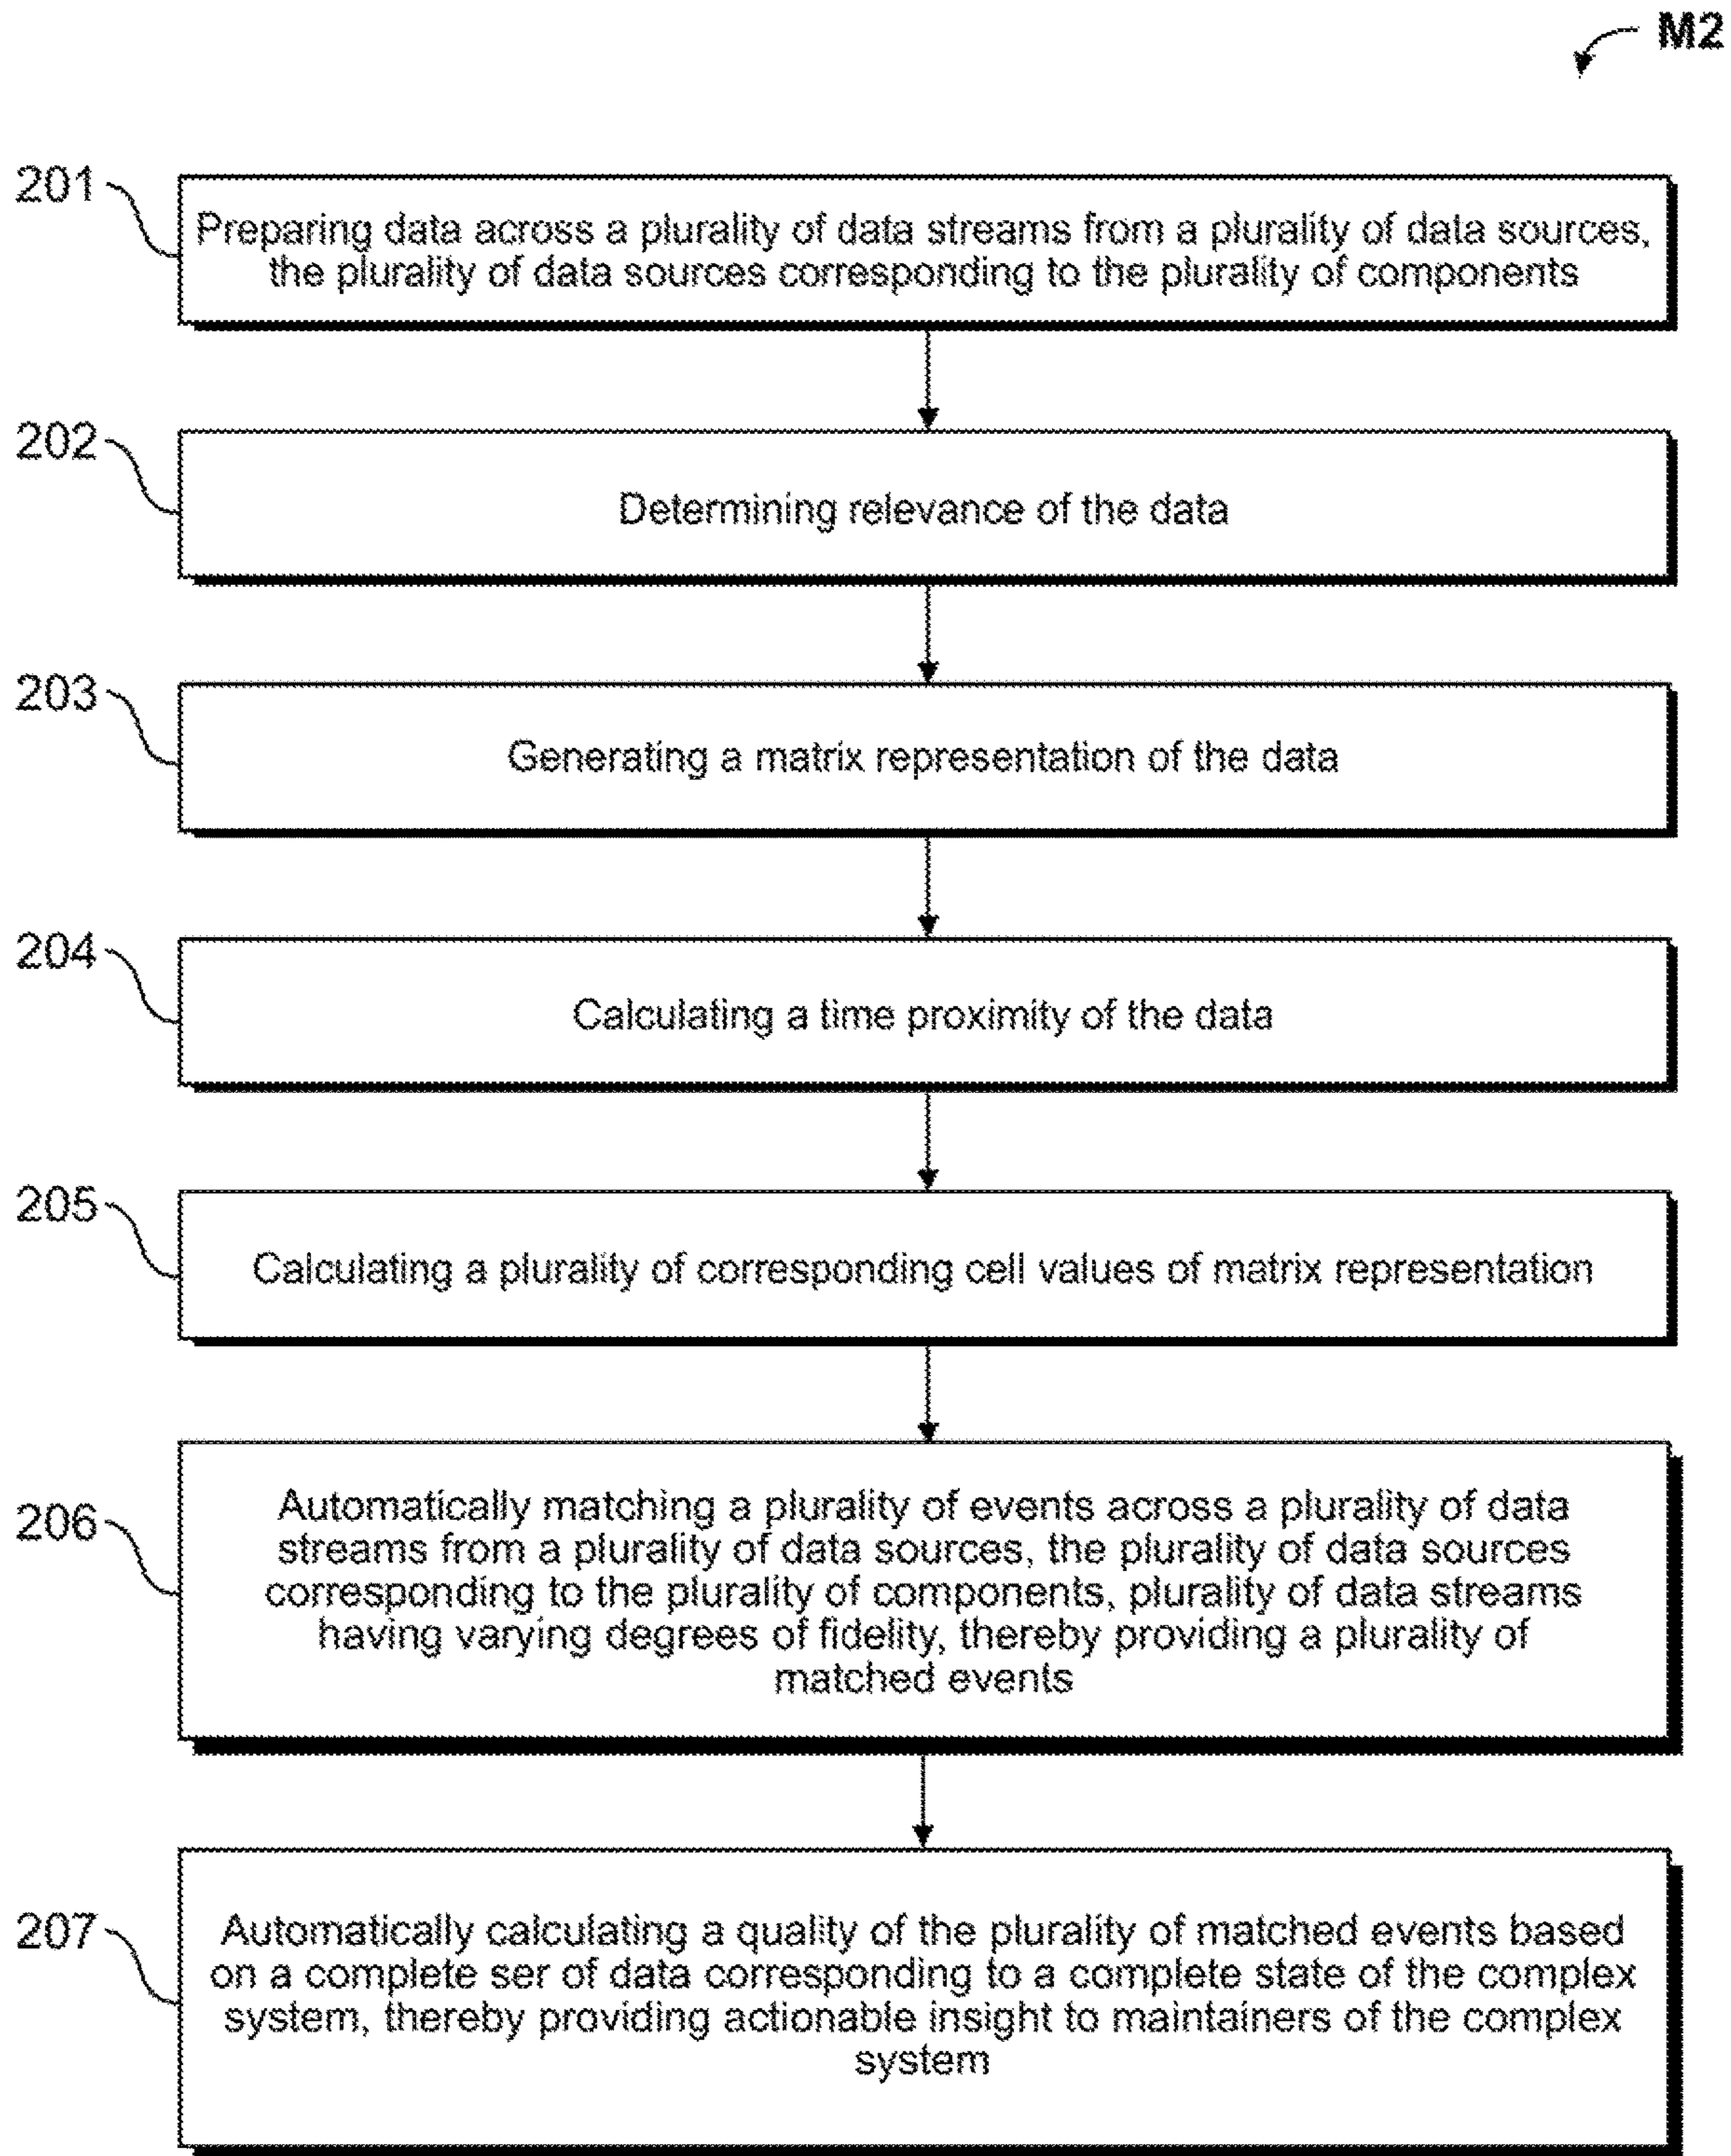 M2
201
Preparing data across a plurality of data streams from a plurality of data sources,
the plurality of data sources corresponding to the plurality of components
202
Determining relevance of the data
203
Generating a matrix representation of the data
204
Calculating a time proximity of the data
205
Calculating a plurality of corresponding cell values of matrix representation
206
Automatically matching a plurality of events across a plurality of data
streams from a plurality of data sources, the plurality of data sources
corresponding to the plurality of components, plurality of data streams
having varying degrees of fidelity, thereby providing a plurality of
matched events
207
Automatically calculating a quality of the plurality of matched events based
on a complete ser of data corresponding to a complete state of the complex
system, thereby providing actionable insight to maintainers of the complex
system